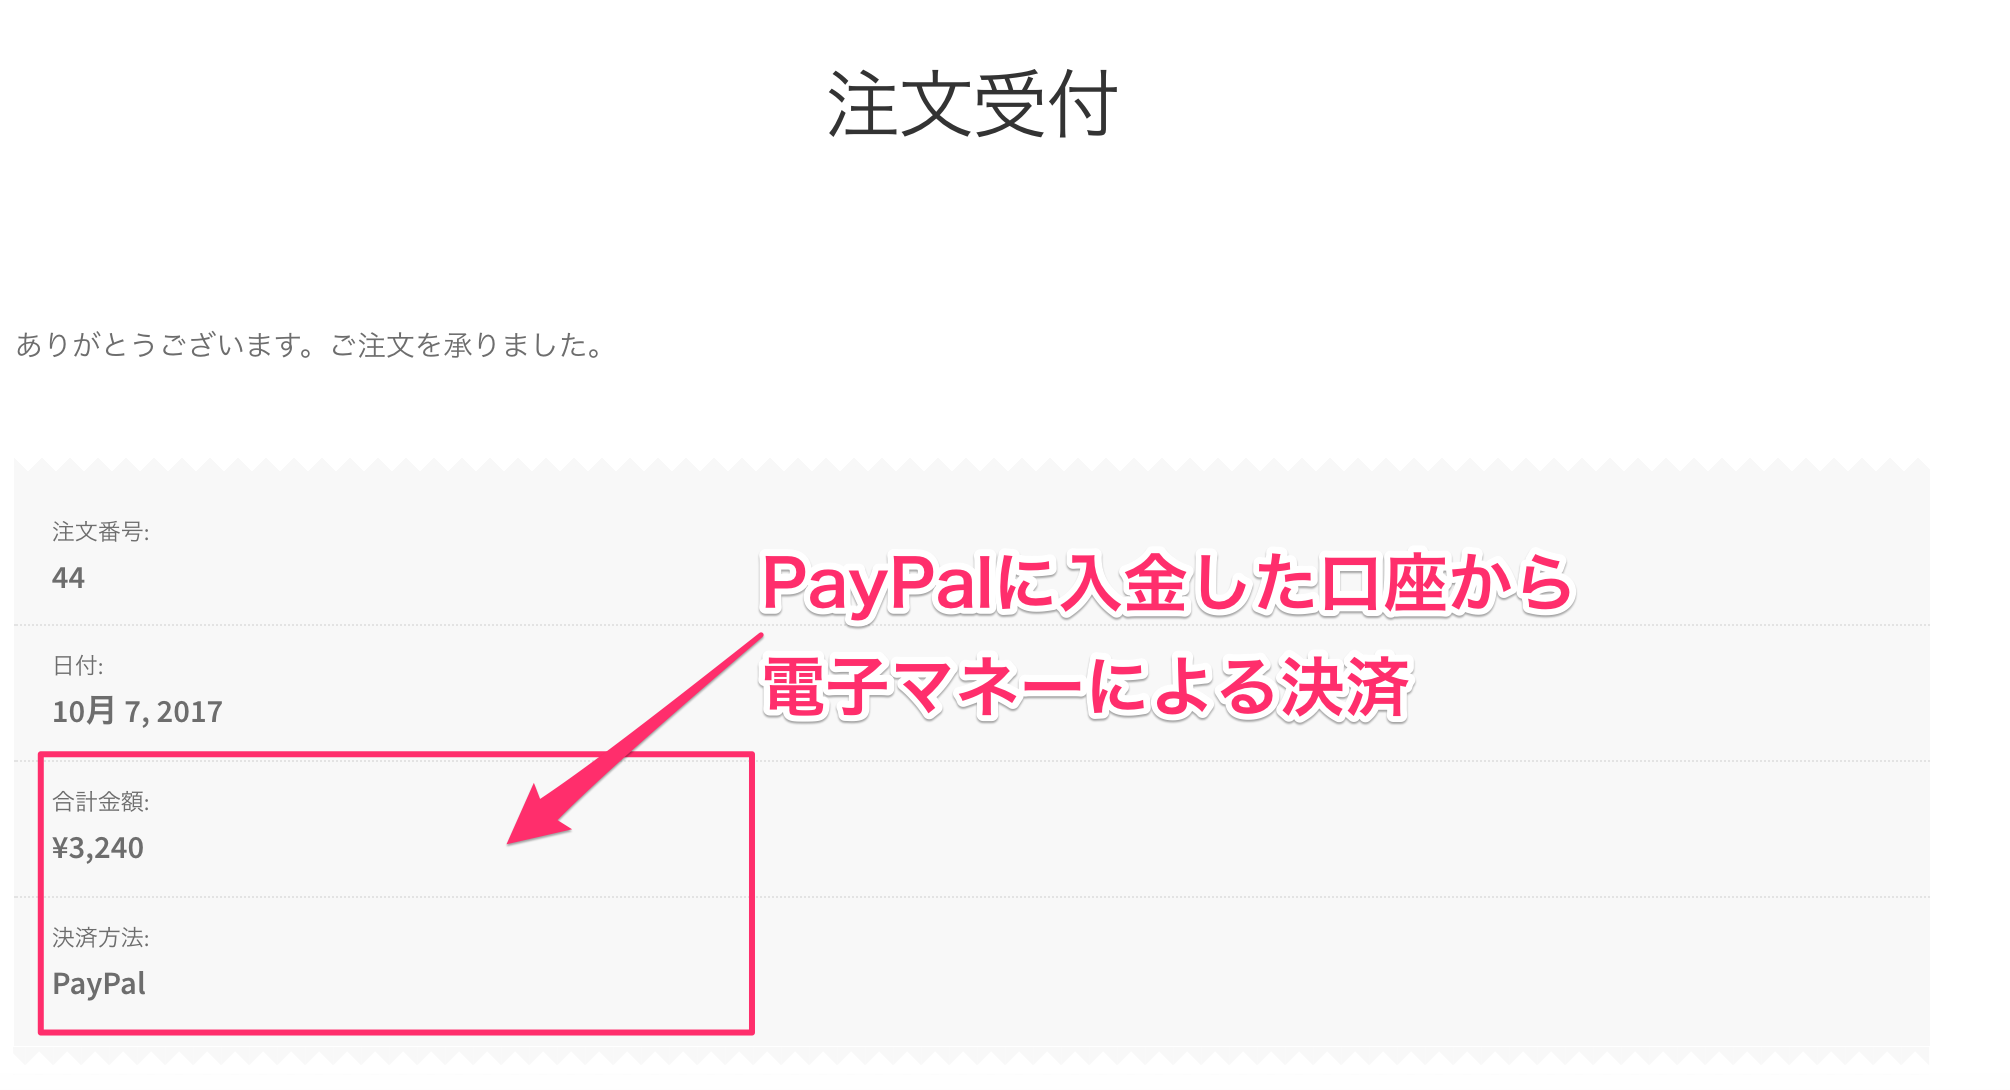 注文受付
ありがとうございます。ご注文を承りました。
注文番号:
44
PayPalに入金した口座から
電子マネーによる決済
日付:
10月 7, 2017
合計金額:
¥3,240
決済方法:
PayPal